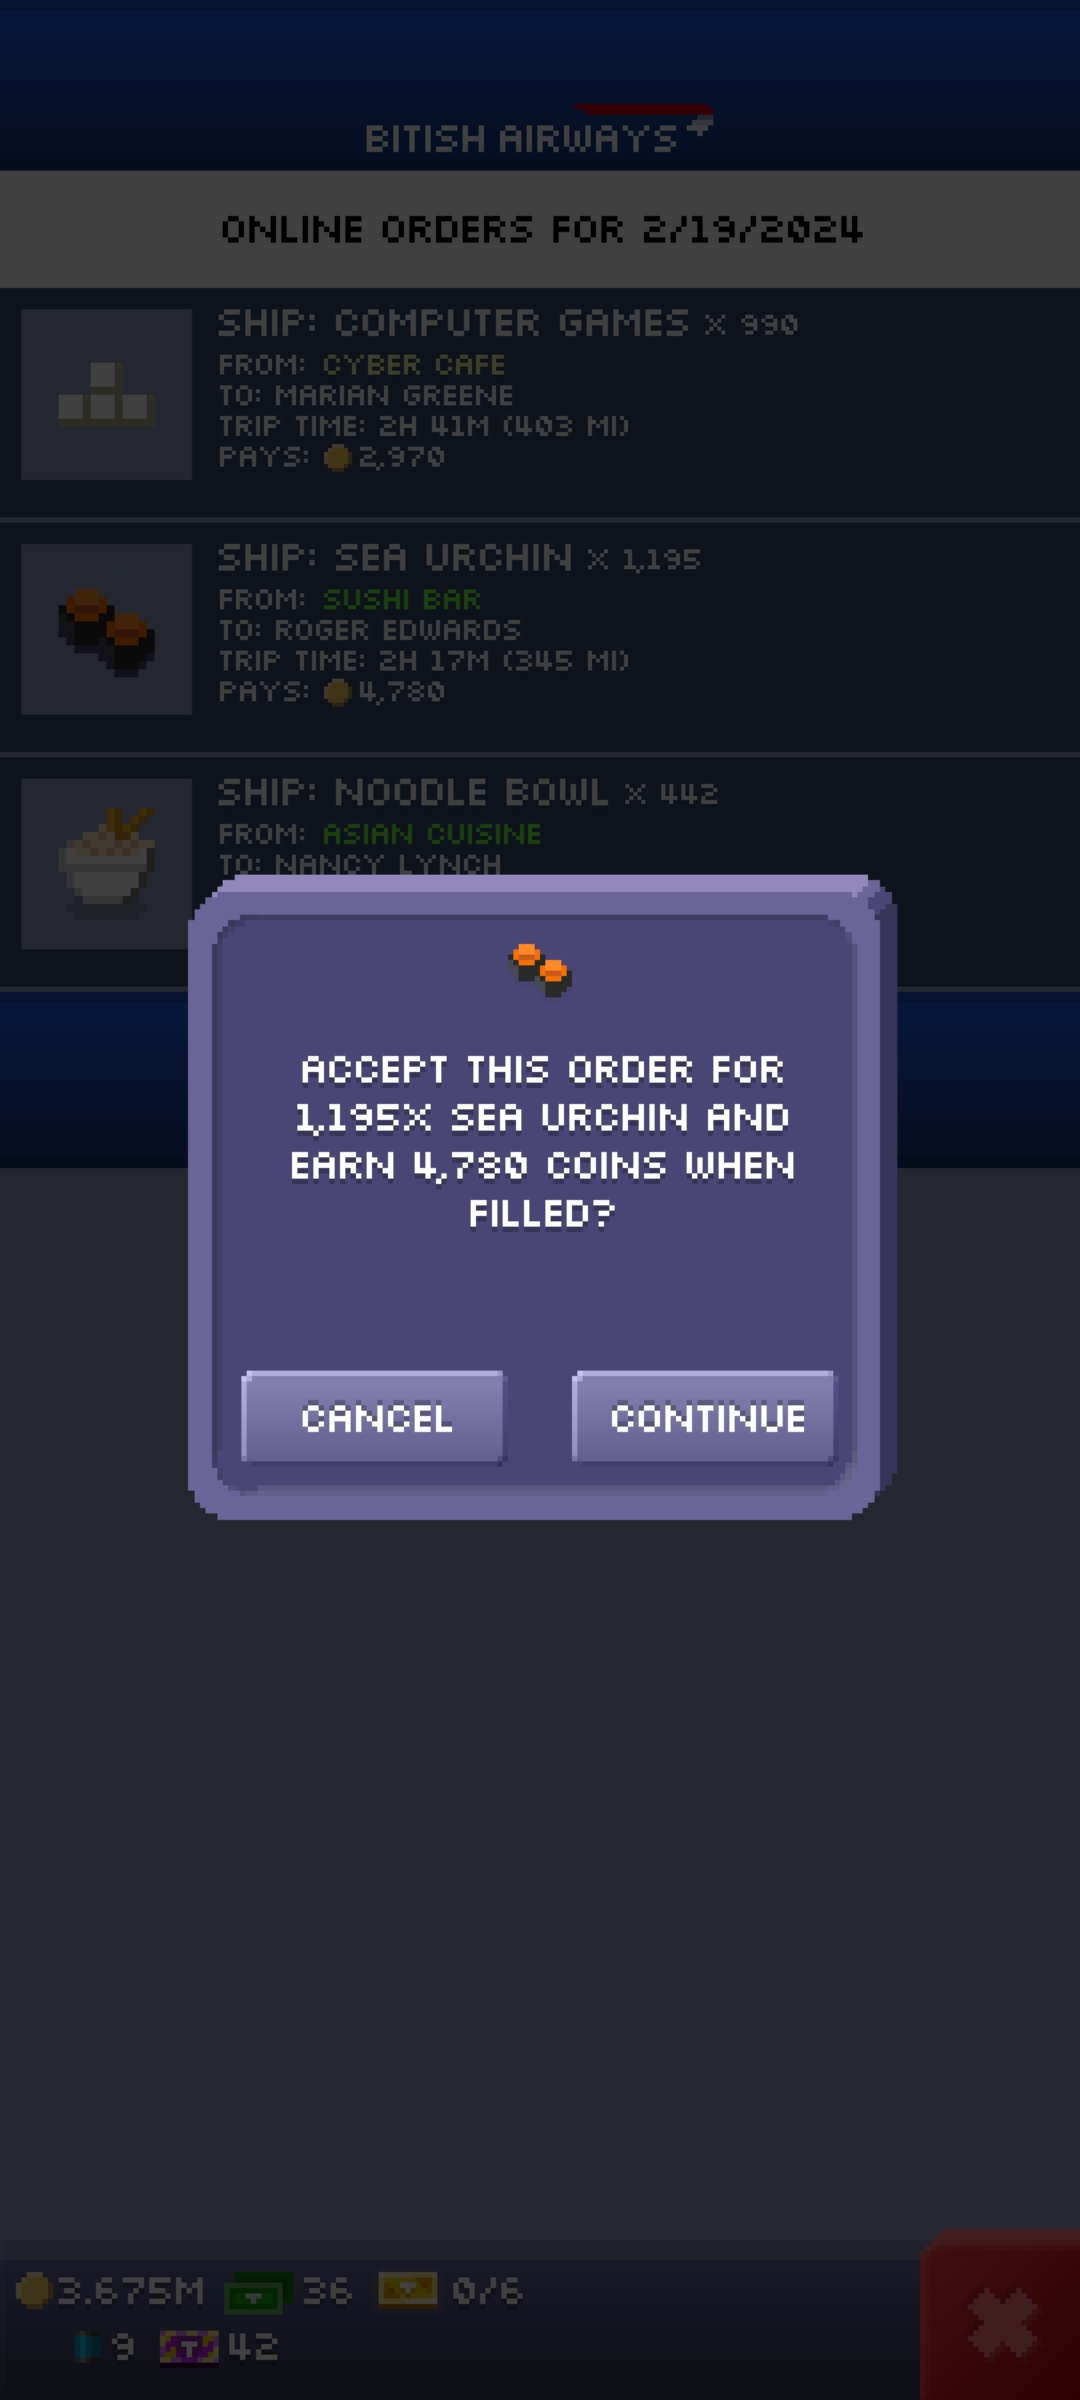 BITISH AIRWAYS
ONLINE ORDERS FOR 2/19/2024
SHIP: COMPUTER GAMES X 990
FROM: CYBER CAFE
TO: MARIAN GREENE
TRIP TIME: 2H 41M (403 MI)
PAYS: 2,970
SHIP: SEA URCHIN X 1,195
FROM: SUSHI BAR
TO: ROGER EDWARDS
TRIP TIME: 2H 17M (345 MI)
PAYS: 4,780
SHIP: NOODLE BOWL X 442
FROM: ASIAN CUISINE
TO: NANCY LYNCH
ACCEPT THIS ORDER FOR
1,195X SEA URCHIN AND
EARN 4,780 COINS WHEN
FILLED?
CANCEL CONTINUE
3.675M 36 0/6
9 T 42